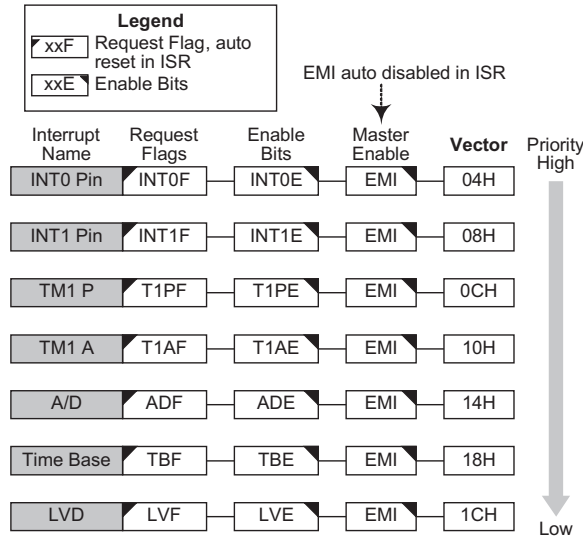 Legend
xxF Request Flag, auto
reset in ISR
xxE Enable Bits
EMI auto disabled in ISR
Interrupt Name Request Flags Enable Bits Master Enable Vector Priority
High
INT0 Pin INT0F INT0E EMI 04H
INT1 Pin INT1F INT1E EMI 08H
TM1 P T1PF T1PE EMI 0CH
TM1 A T1AF T1AE EMI 10H
A/D ADF ADE EMI 14H
Time Base TBF TBE EMI 18H
LVD LVF LVE EMI 1CH
Low